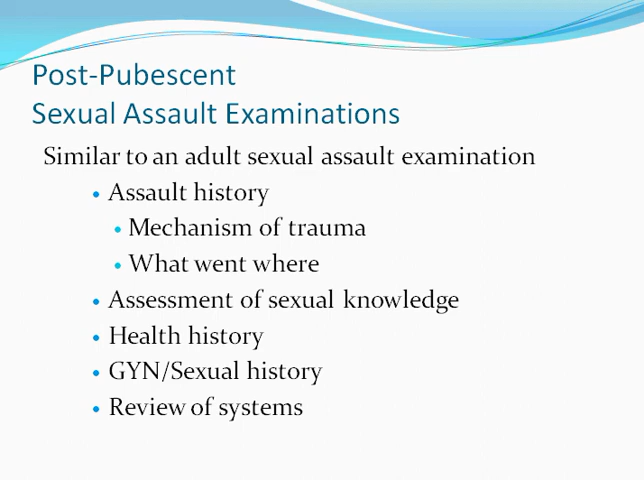 Post-Pubescent
Sexual Assault Examinations
Similar to an adult sexual assault examination
• Assault history
• Mechanism of trauma
• What went where
• Assessment of sexual knowledge
• Health history
• GYN/Sexual history
• Review of systems